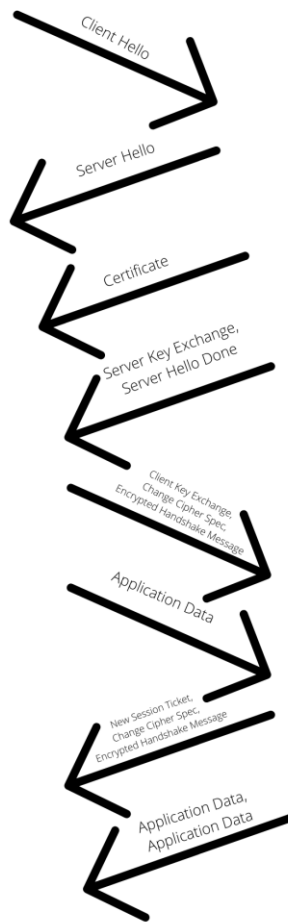 Client Hello
Server Hello
Certificate
Server Key Exchange,
Server Hello Done
Client Key Exchange,
Change Cipher Spec,
Encrypted Handshake Message
Application Data
New Session Ticket,
Change Cipher Spec,
Encrypted Handshake Message
Application Data,
Application Data